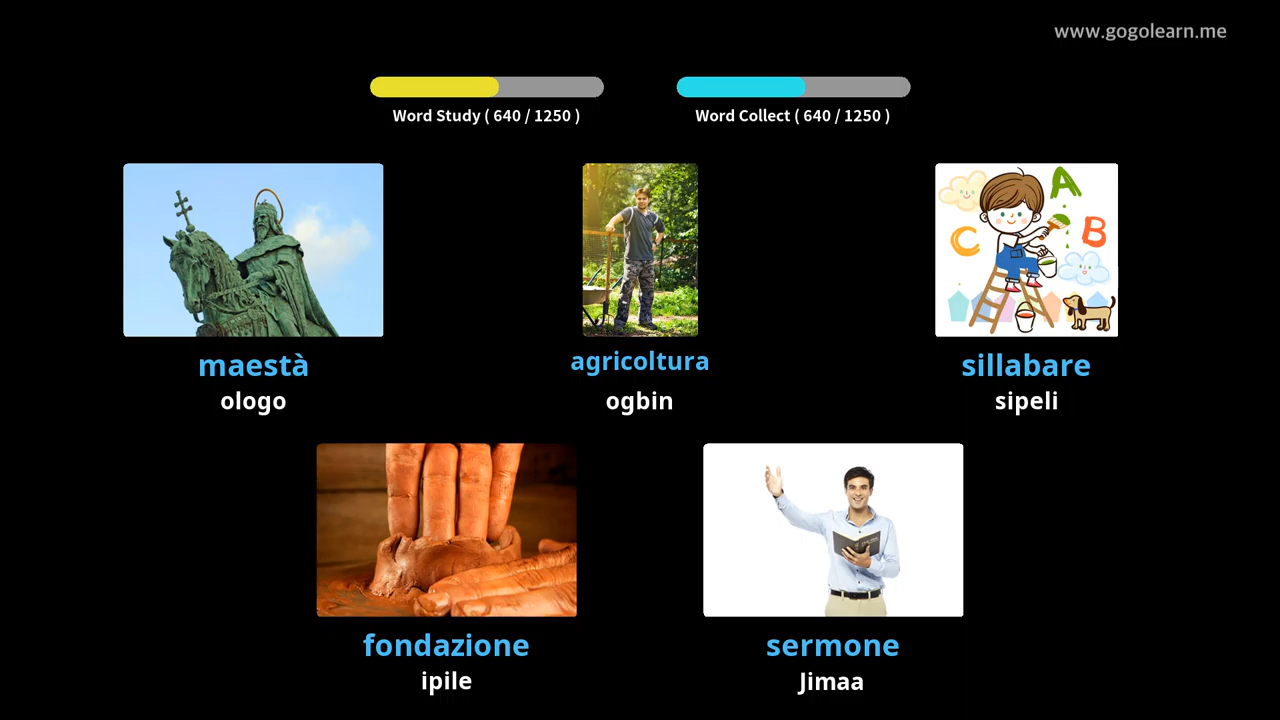 www.gogolearn.me
Word Study ( 640 / 1250 )
Word Collect ( 640 / 1250 )
A
B
C
maestà
ologo
agricoltura
ogbin
sillabare
sipeli
fondazione
ipile
sermone
Jimaa